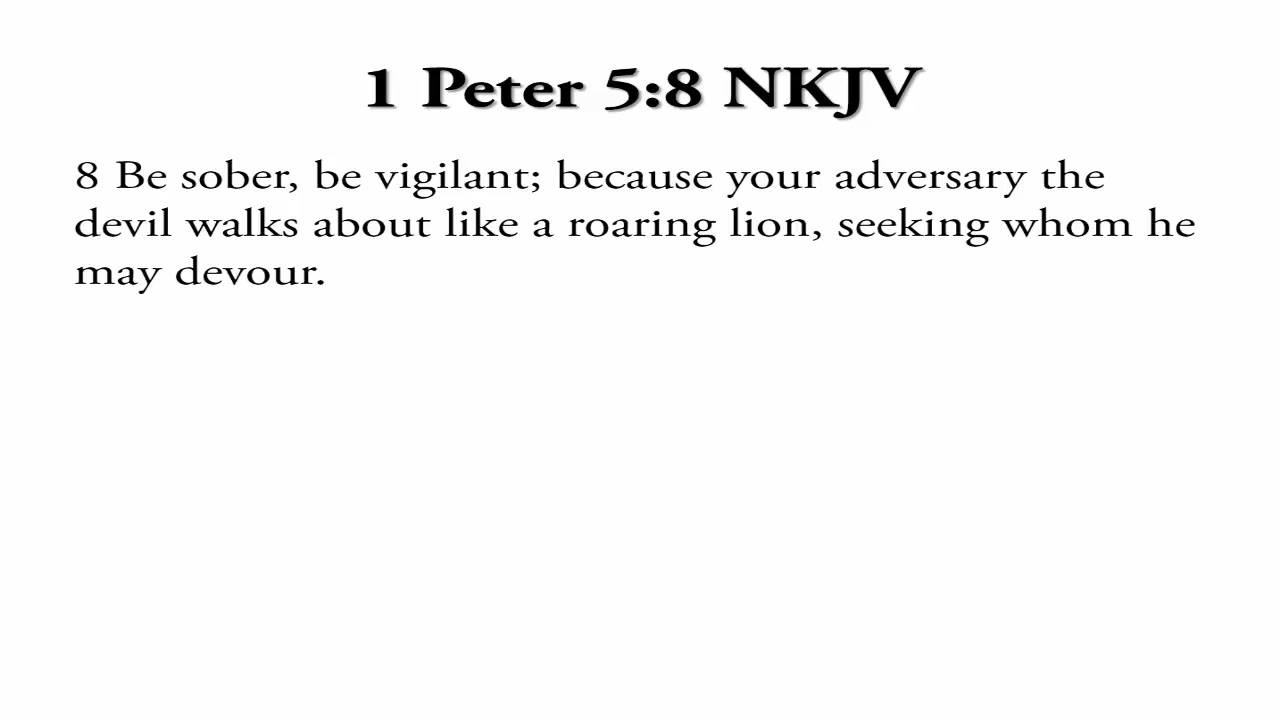 1 Peter 5:8 NKJV
8 Be sober, be vigilant; because your adversary the
devil walks about like a roaring lion, seeking whom he
may devour.